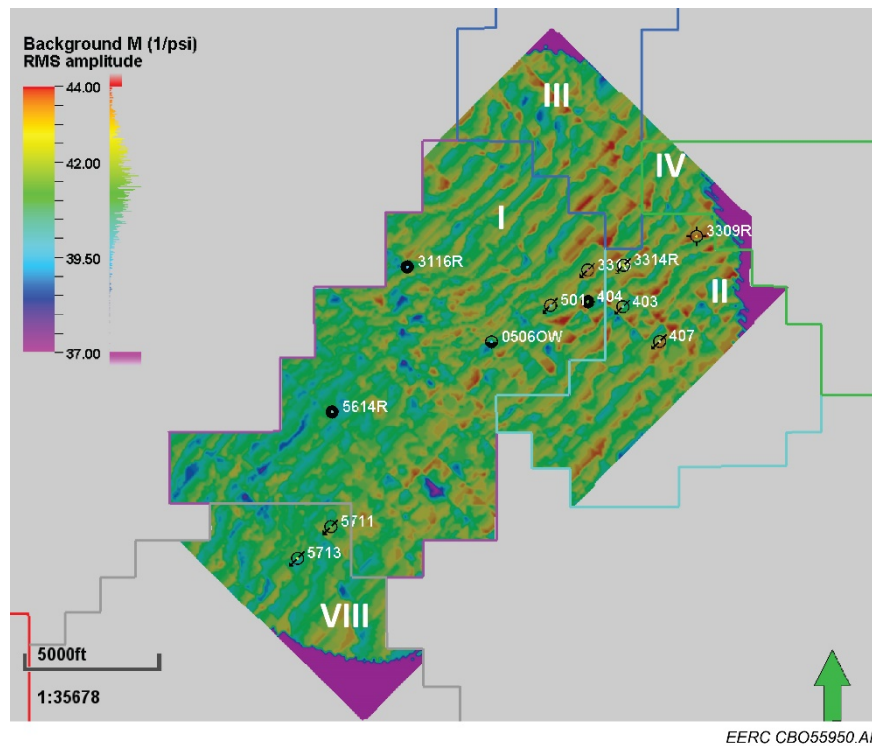 Background M (1/psi)
RMS amplitude
44.00
42.00
39.50
37.00
III
IV
I
3309R
3116R
3314R
II
501
404
403
0506OW
407
5614R
5711
5713
VIII
5000ft
1:35678
EERC CBO55950.AI